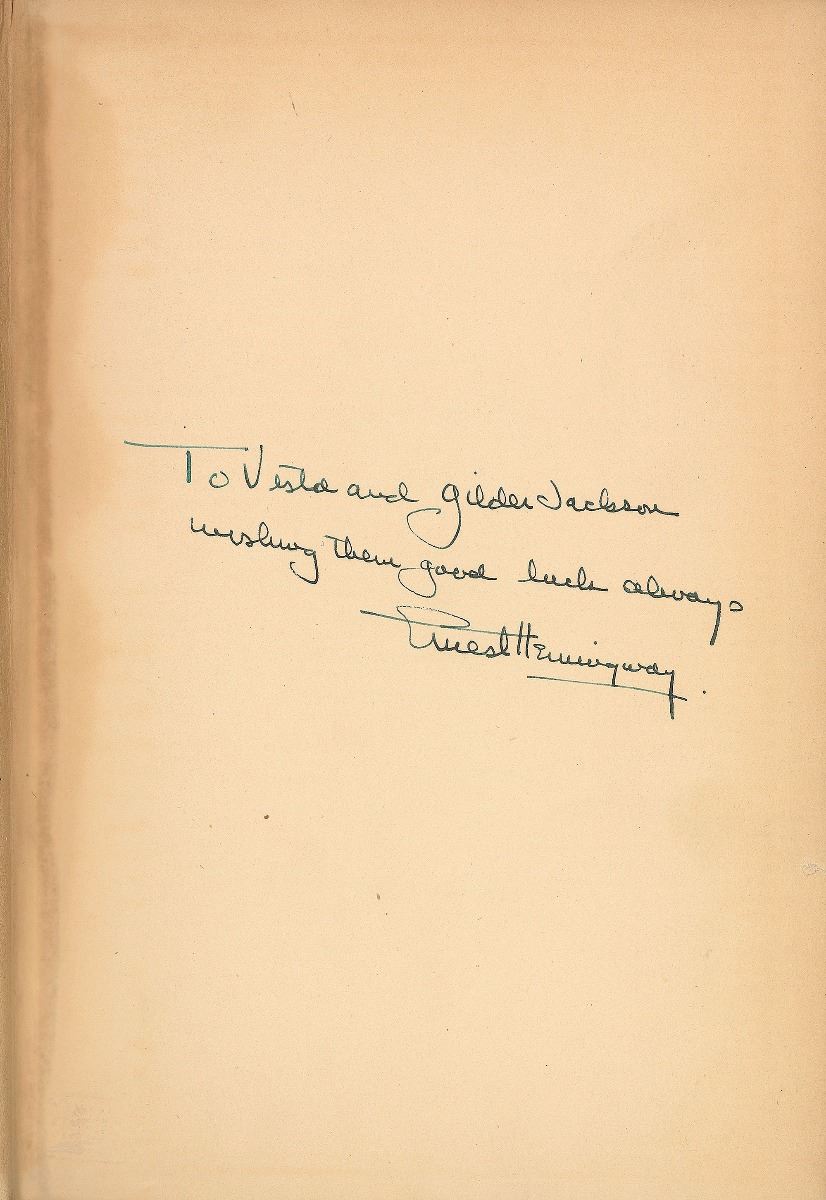 To Vesta and Gilder Jackson
wishing them good luck always
Ernest Hemingway.